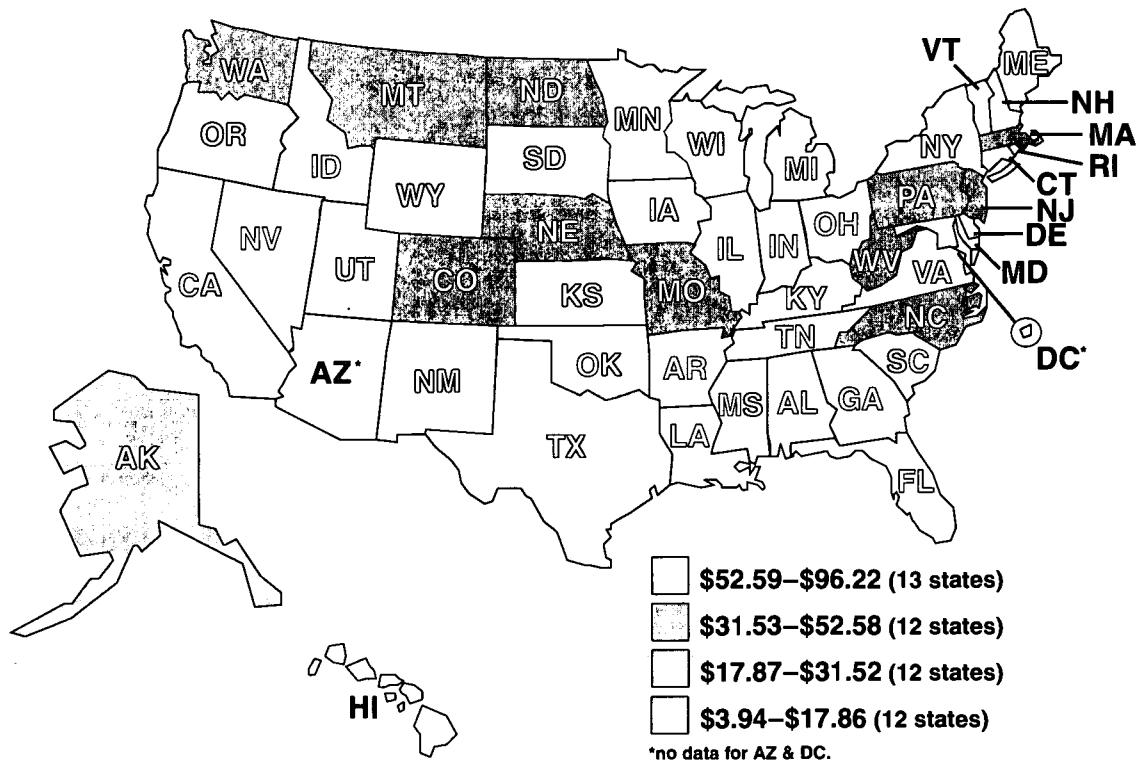 VT
ME
WA
MT
ND
MN
NH
OR
ID
SD
WI
MI
NY
MA
RI
CT
WY
IA
PA
NJ
NV
NE
OH
DE
UT
IL
IN
WV
VA
MD
CA
CO
KS
MO
KY
NC
TN
DC*
AZ*
NM
OK
AR
SC
MS
AL
GA
TX
LA
AK
FL
HI
$52.59–$96.22 (13 states)
$31.53–$52.58 (12 states)
$17.87–$31.52 (12 states)
$3.94–$17.86 (12 states)
*no data for AZ & DC.